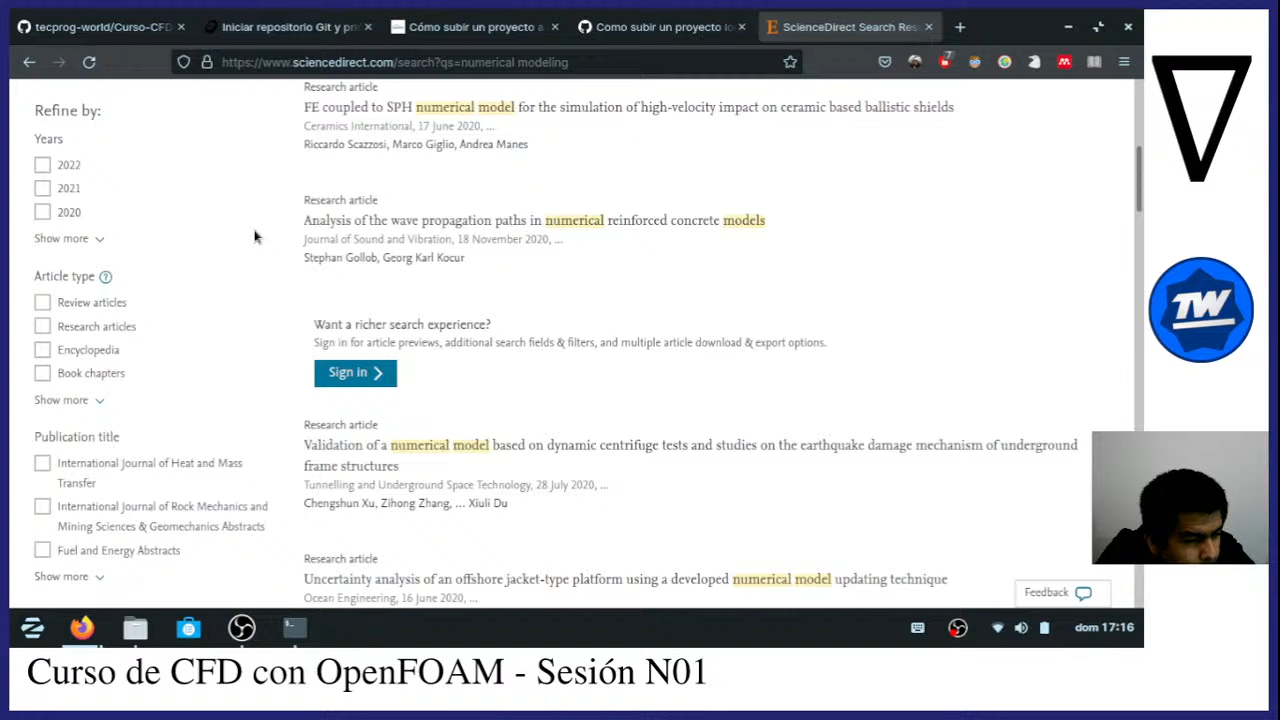 tecprog-world/Curso-CFD
Iniciar repositorio Git y pri
Cómo subir un proyecto a
Como subir un proyecto lo
ScienceDirect Search Res
https://www.sciencedirect.com/search?qs=numerical modeling
7
Refine by:
Years
2022
2021
2020
Show more
Article type
?
Review articles
Research articles
Encyclopedia
Book chapters
Show more
Publication title
International Journal of Heat and Mass
Transfer
International Journal of Rock Mechanics and
Mining Sciences & Geomechanics Abstracts
Fuel and Energy Abstracts
Show more
Research article
FE coupled to SPH numerical model for the simulation of high-velocity impact on ceramic based ballistic shields
Ceramics International, 17 June 2020, ...
Riccardo Scazzosi, Marco Giglio, Andrea Manes
Research article
Analysis of the wave propagation paths in numerical reinforced concrete models
Journal of Sound and Vibration, 18 November 2020, ...
Stephan Gollob, Georg Karl Kocur
Want a richer search experience?
Sign in for article previews, additional search fields & filters, and multiple article download & export options.
Sign in
Research article
Validation of a numerical model based on dynamic centrifuge tests and studies on the earthquake damage mechanism of underground
frame structures
Tunnelling and Underground Space Technology, 28 July 2020, ...
Chengshun Xu, Zihong Zhang, ... Xiuli Du
Research article
Uncertainty analysis of an offshore jacket-type platform using a developed numerical model updating technique
Ocean Engineering, 16 June 2020, ...
Feedback
TW
dom 17:16
Curso de CFD con OpenFOAM - Sesión N01